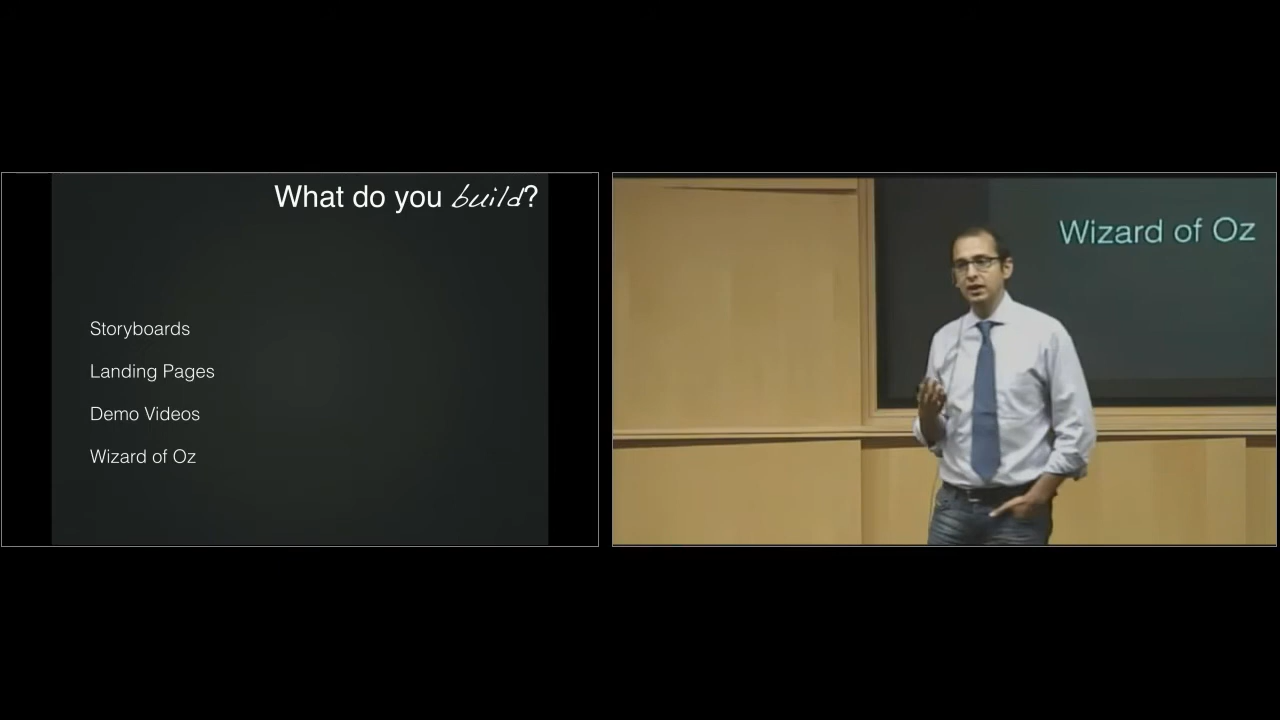 What do you build?
Storyboards
Landing Pages
Demo Videos
Wizard of Oz
Wizard of Oz